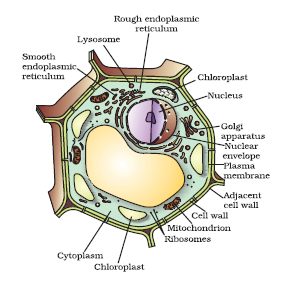 Rough endoplasmic
reticulum
Lysosome
Smooth
endoplasmic
reticulum
Chloroplast
Nucleus
Golgi
apparatus
Nuclear
envelope
Plasma
membrane
Adjacent
cell wall
Cell wall
Mitochondrion
Ribosomes
Cytoplasm
Chloroplast